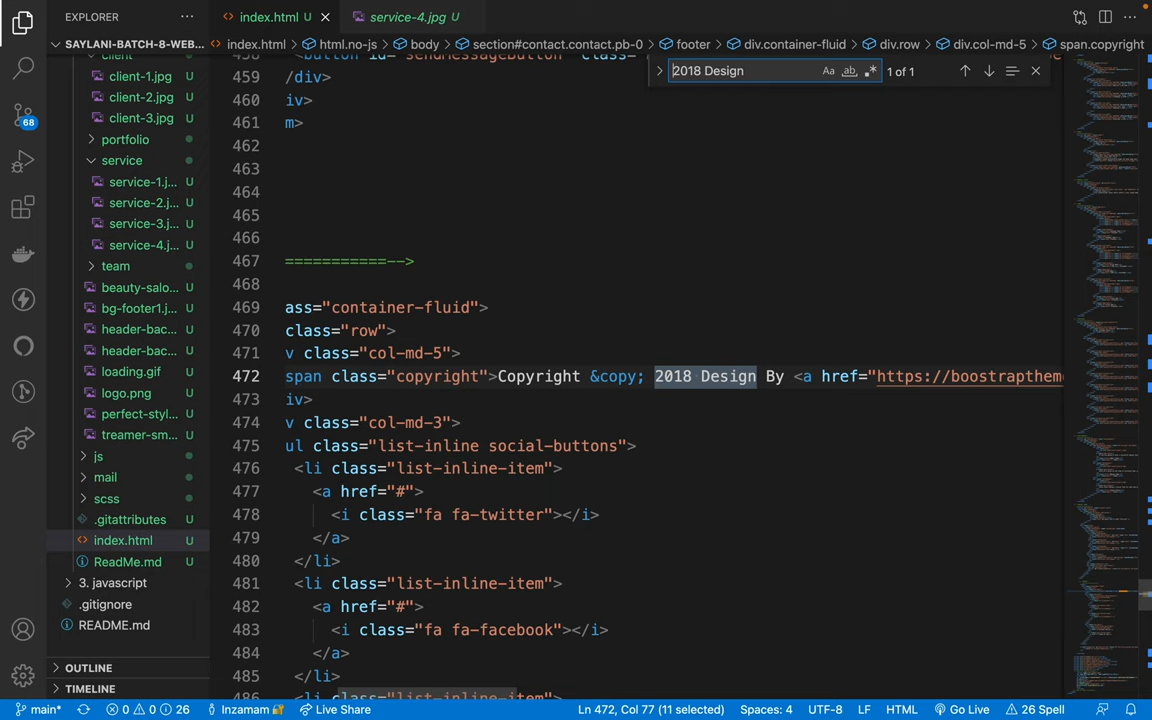 EXPLORER
index.html U
service-4.jpg U
SAYLANI-BATCH-8-WEB...
index.html > html.no-js > body > section#contact.contact.pb-0 > footer > div.container-fluid > div.row > div.col-md-5 > span.copyright
2018 Design
Aa ab .*
1 of 1
client
client-1.jpg U
client-2.jpg U
client-3.jpg U
portfolio
service
service-1.j... U
service-2.j... U
service-3.j... U
service-4.j... U
team
beauty-salo... U
bg-footer1.j... U
header-bac... U
header-bac... U
loading.gif U
logo.png U
perfect-styl... U
treamer-sm... U
js
mail
scss
.gitattributes U
index.html U
ReadMe.md U
3. javascript
.gitignore
README.md
OUTLINE
TIMELINE
68
459 /div>
460 iv>
461 m>
462
463
464
465
466
467 ===========-->
468
469 ass="container-fluid">
470 class="row">
471 v class="col-md-5">
472 span class="copyright">Copyright &copy; 2018 Design By <a href="https://boostrapthem
473 iv>
474 v class="col-md-3">
475 ul class="list-inline social-buttons">
476 <li class="list-inline-item">
477 <a href="#">
478 <i class="fa fa-twitter"></i>
479 </a>
480 </li>
481 <li class="list-inline-item">
482 <a href="#">
483 <i class="fa fa-facebook"></i>
484 </a>
485 </li>
486 <li class="list-inline-item">
main* 0 0 26 Inzamam Live Share Ln 472, Col 77 (11 selected) Spaces: 4 UTF-8 LF HTML Go Live 26 Spell